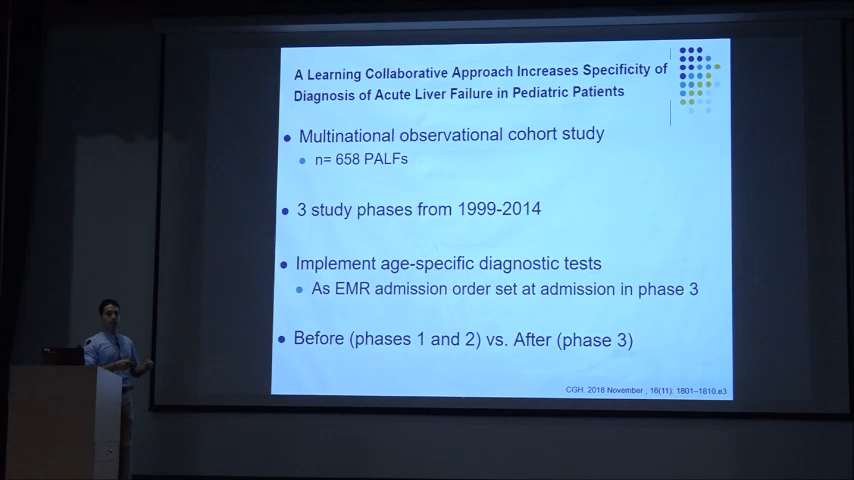 A Learning Collaborative Approach Increases Specificity of
Diagnosis of Acute Liver Failure in Pediatric Patients
Multinational observational cohort study
n= 658 PALFs
3 study phases from 1999-2014
Implement age-specific diagnostic tests
As EMR admission order set at admission in phase 3
Before (phases 1 and 2) vs. After (phase 3)
CGH. 2018 November ; 16(11): 1801–1810.e3